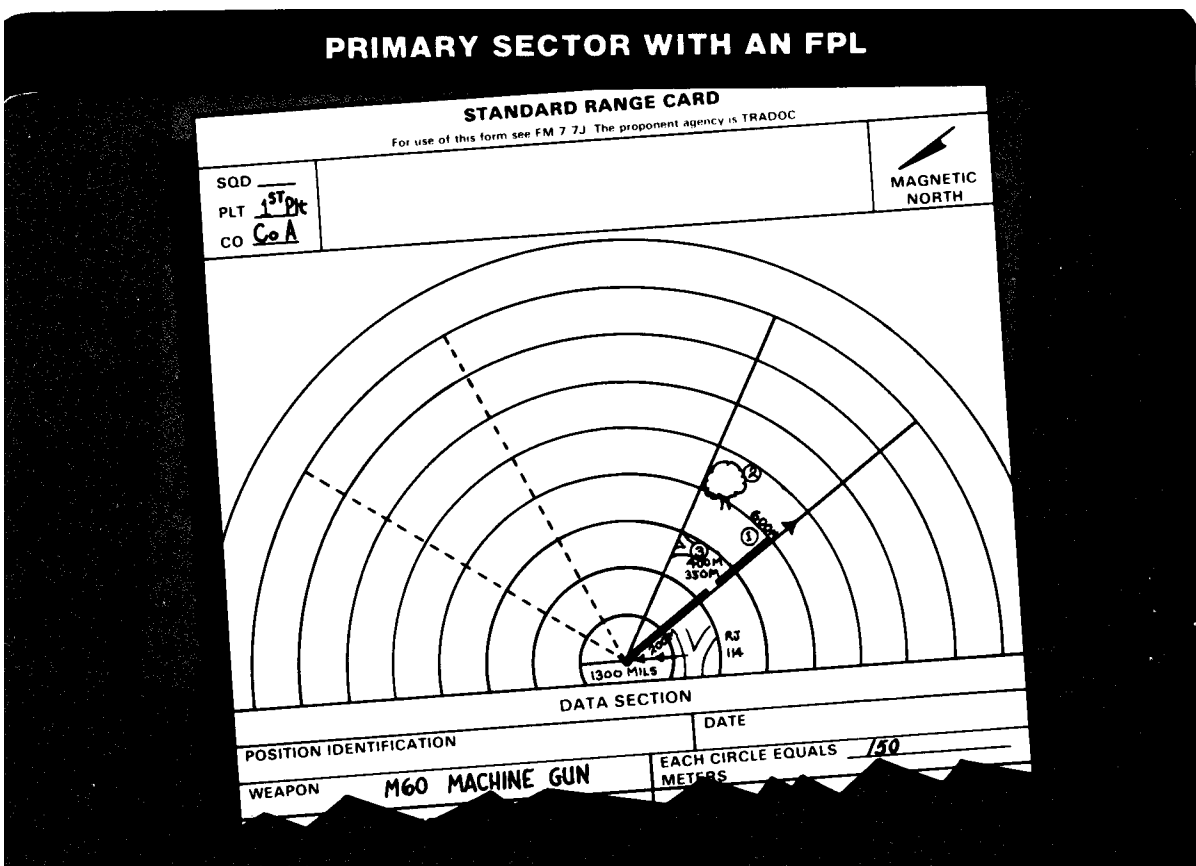 PRIMARY SECTOR WITH AN FPL
STANDARD RANGE CARD
For use of this form see FM 7 7J The proponent agency is TRADOC
SQD
PLT 1ST Plt
CO Co A
MAGNETIC
NORTH
2
600M
1
3
400M
350M
200M
RJ
114
1300 MILS
DATA SECTION
POSITION IDENTIFICATION
DATE
WEAPON M60 MACHINE GUN
EACH CIRCLE EQUALS 150
METERS